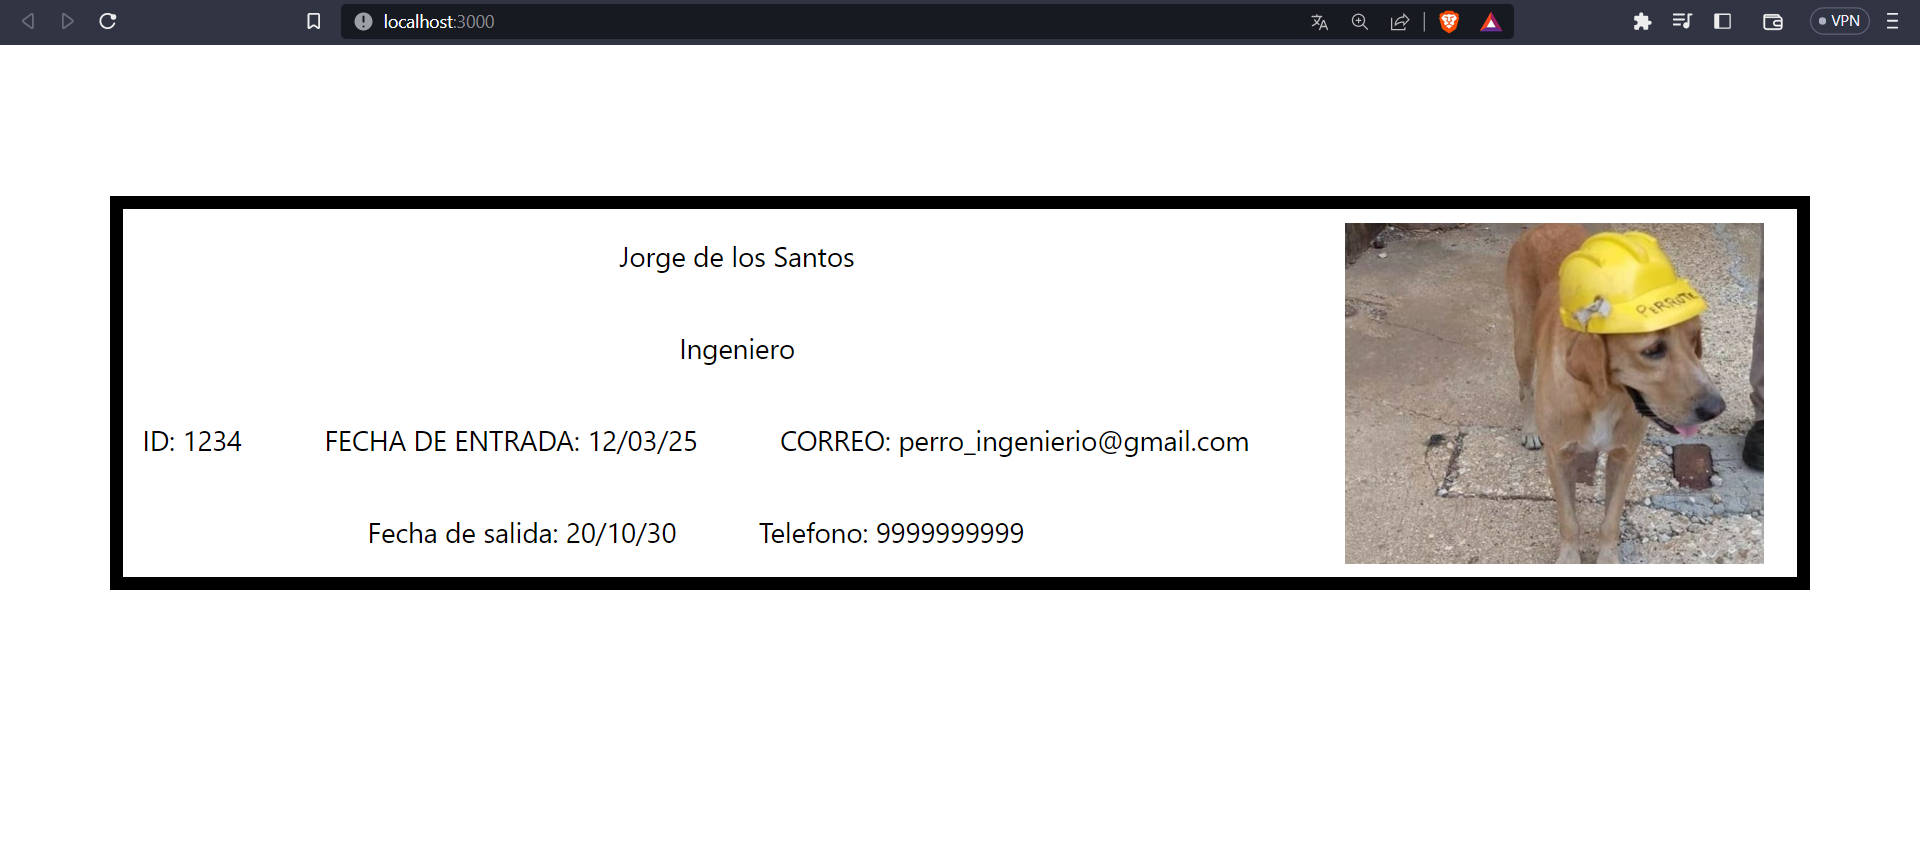 localhost:3000
VPN
Jorge de los Santos
Ingeniero
ID: 1234 FECHA DE ENTRADA: 12/03/25 CORREO: perro_ingenierio@gmail.com
Fecha de salida: 20/10/30 Telefono: 9999999999